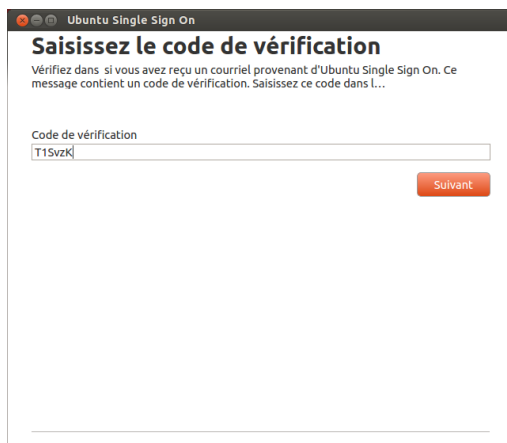 Ubuntu Single Sign On
Saisissez le code de vérification
Vérifiez dans  si vous avez reçu un courriel provenant d'Ubuntu Single Sign On. Ce
message contient un code de vérification. Saisissez ce code dans l…
Code de vérification
T1SvzK
Suivant